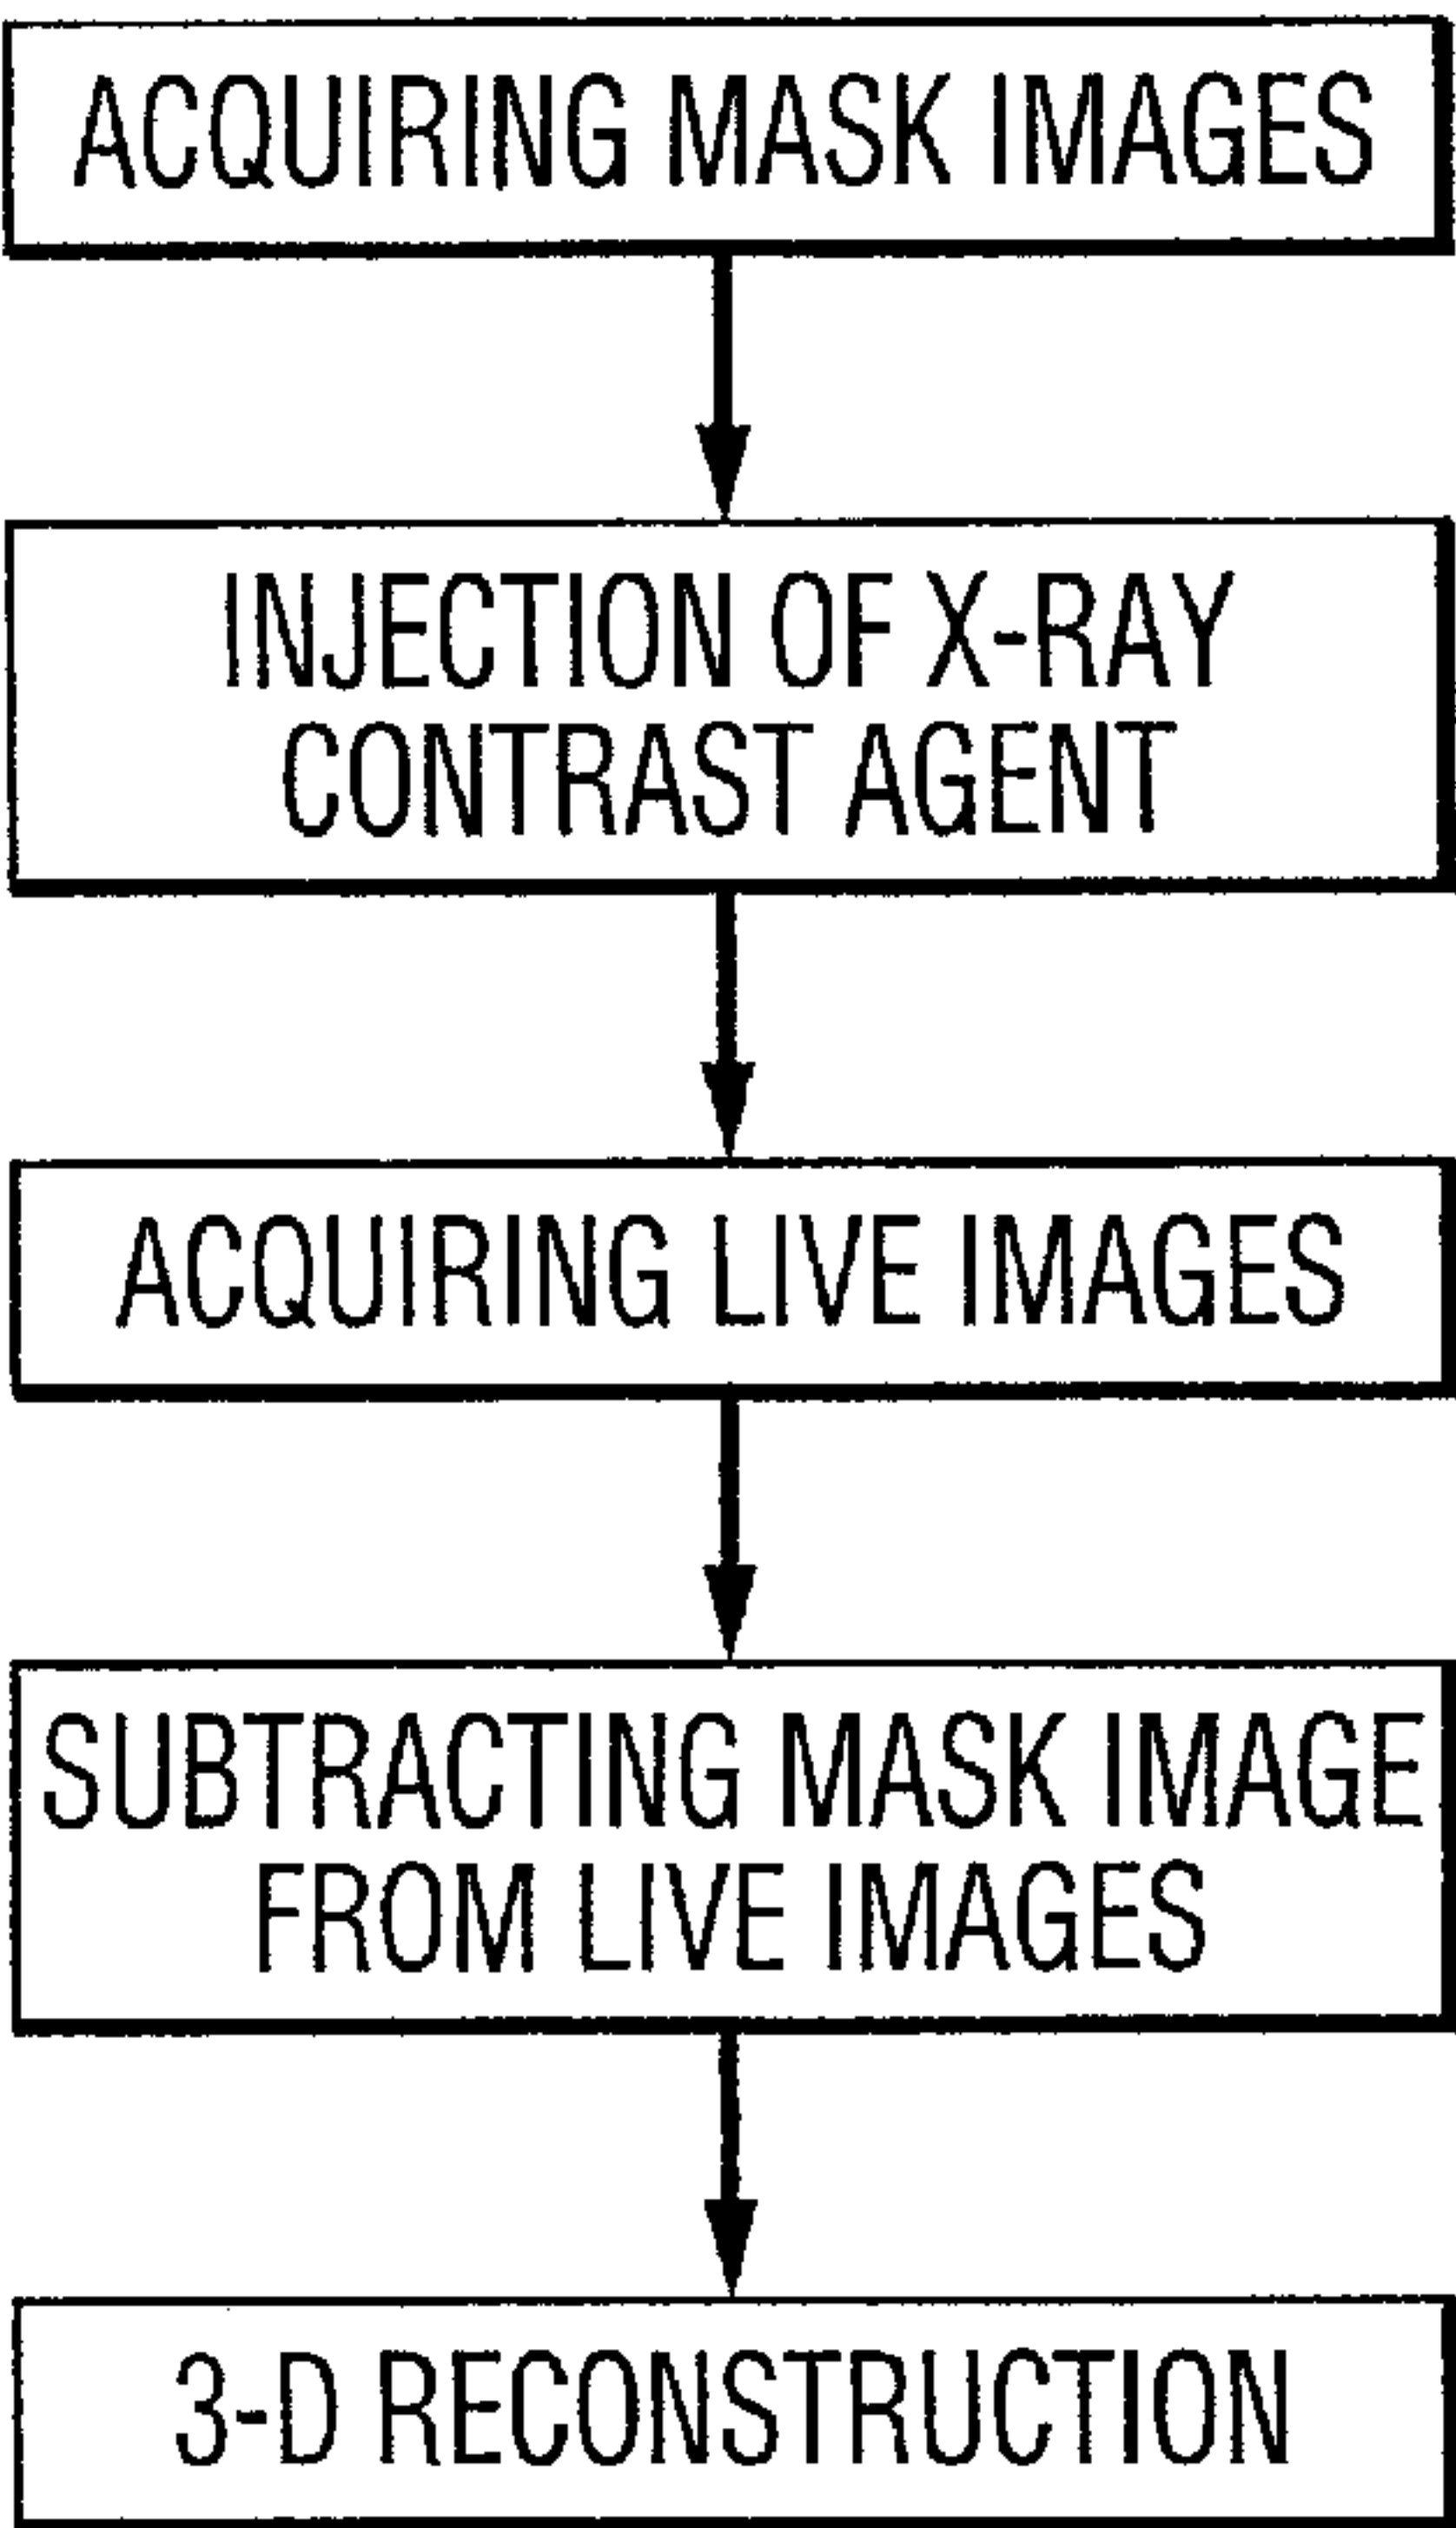 ACQUIRING MASK IMAGES
INJECTION OF X-RAY
CONTRAST AGENT
ACQUIRING LIVE IMAGES
SUBTRACTING MASK IMAGE
FROM LIVE IMAGES
3-D RECONSTRUCTION